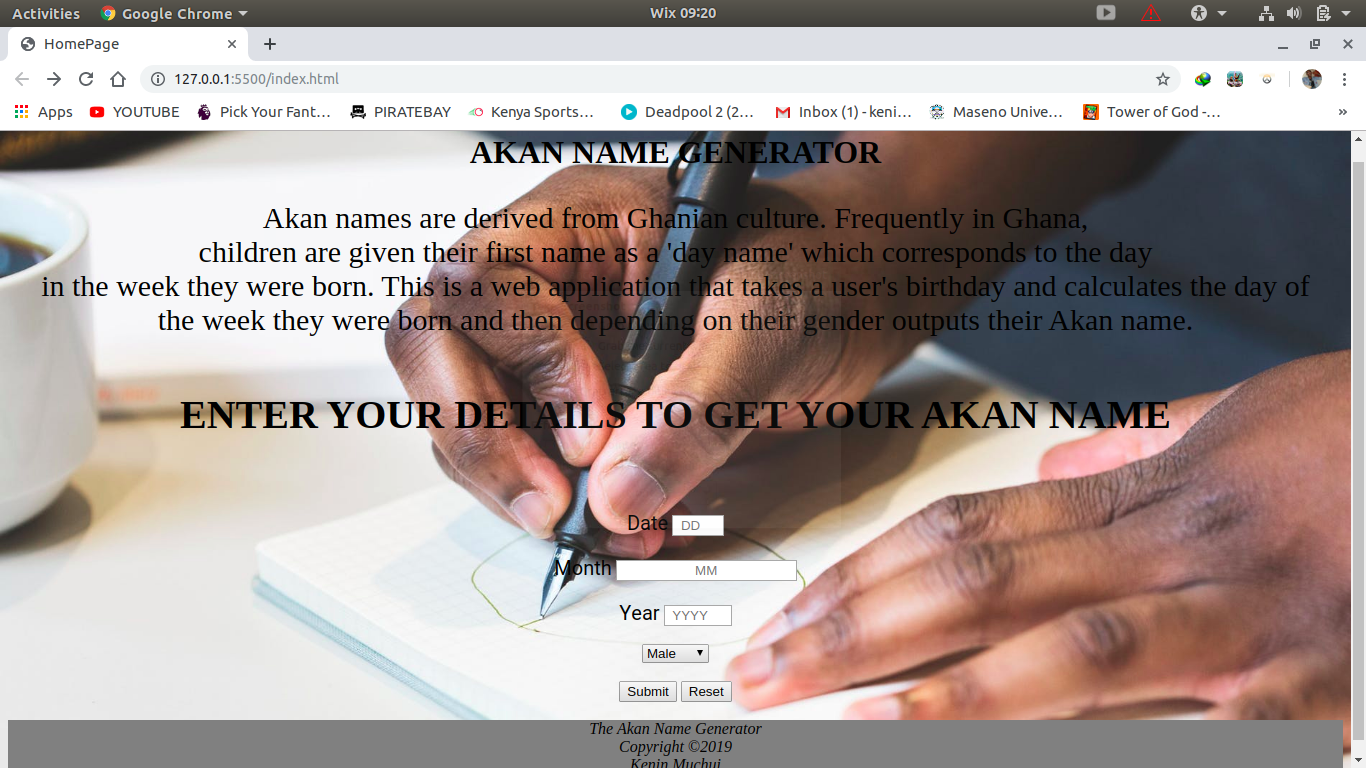 Activities Google Chrome Wix 09:20
HomePage
127.0.0.1:5500/index.html
Apps YOUTUBE Pick Your Fant… PIRATEBAY Kenya Sports… Deadpool 2 (2… Inbox (1) - keni… Maseno Unive… Tower of God -… »
AKAN NAME GENERATOR
Akan names are derived from Ghanian culture. Frequently in Ghana,
children are given their first name as a 'day name' which corresponds to the day
in the week they were born. This is a web application that takes a user's birthday and calculates the day of
the week they were born and then depending on their gender outputs their Akan name.
ENTER YOUR DETAILS TO GET YOUR AKAN NAME
Date DD
Month MM
Year YYYY
Male
Submit Reset
The Akan Name Generator
Copyright ©2019
Kenin Muchui